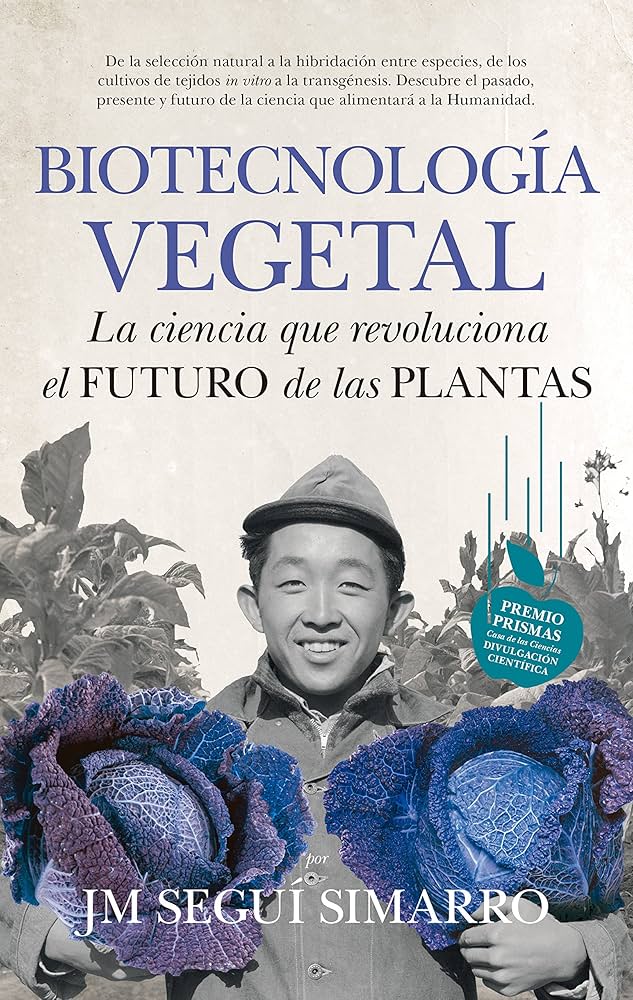 De la selección natural a la hibridación entre especies, de los
cultivos de tejidos in vitro a la transgénesis. Descubre el pasado,
presente y futuro de la ciencia que alimentará a la Humanidad.
BIOTECNOLOGÍA
VEGETAL
La ciencia que revoluciona
el FUTURO de las PLANTAS
PREMIO
PRISMAS
Casa de las Ciencias
DIVULGACIÓN
CIENTÍFICA
por
JM SEGUÍ SIMARRO